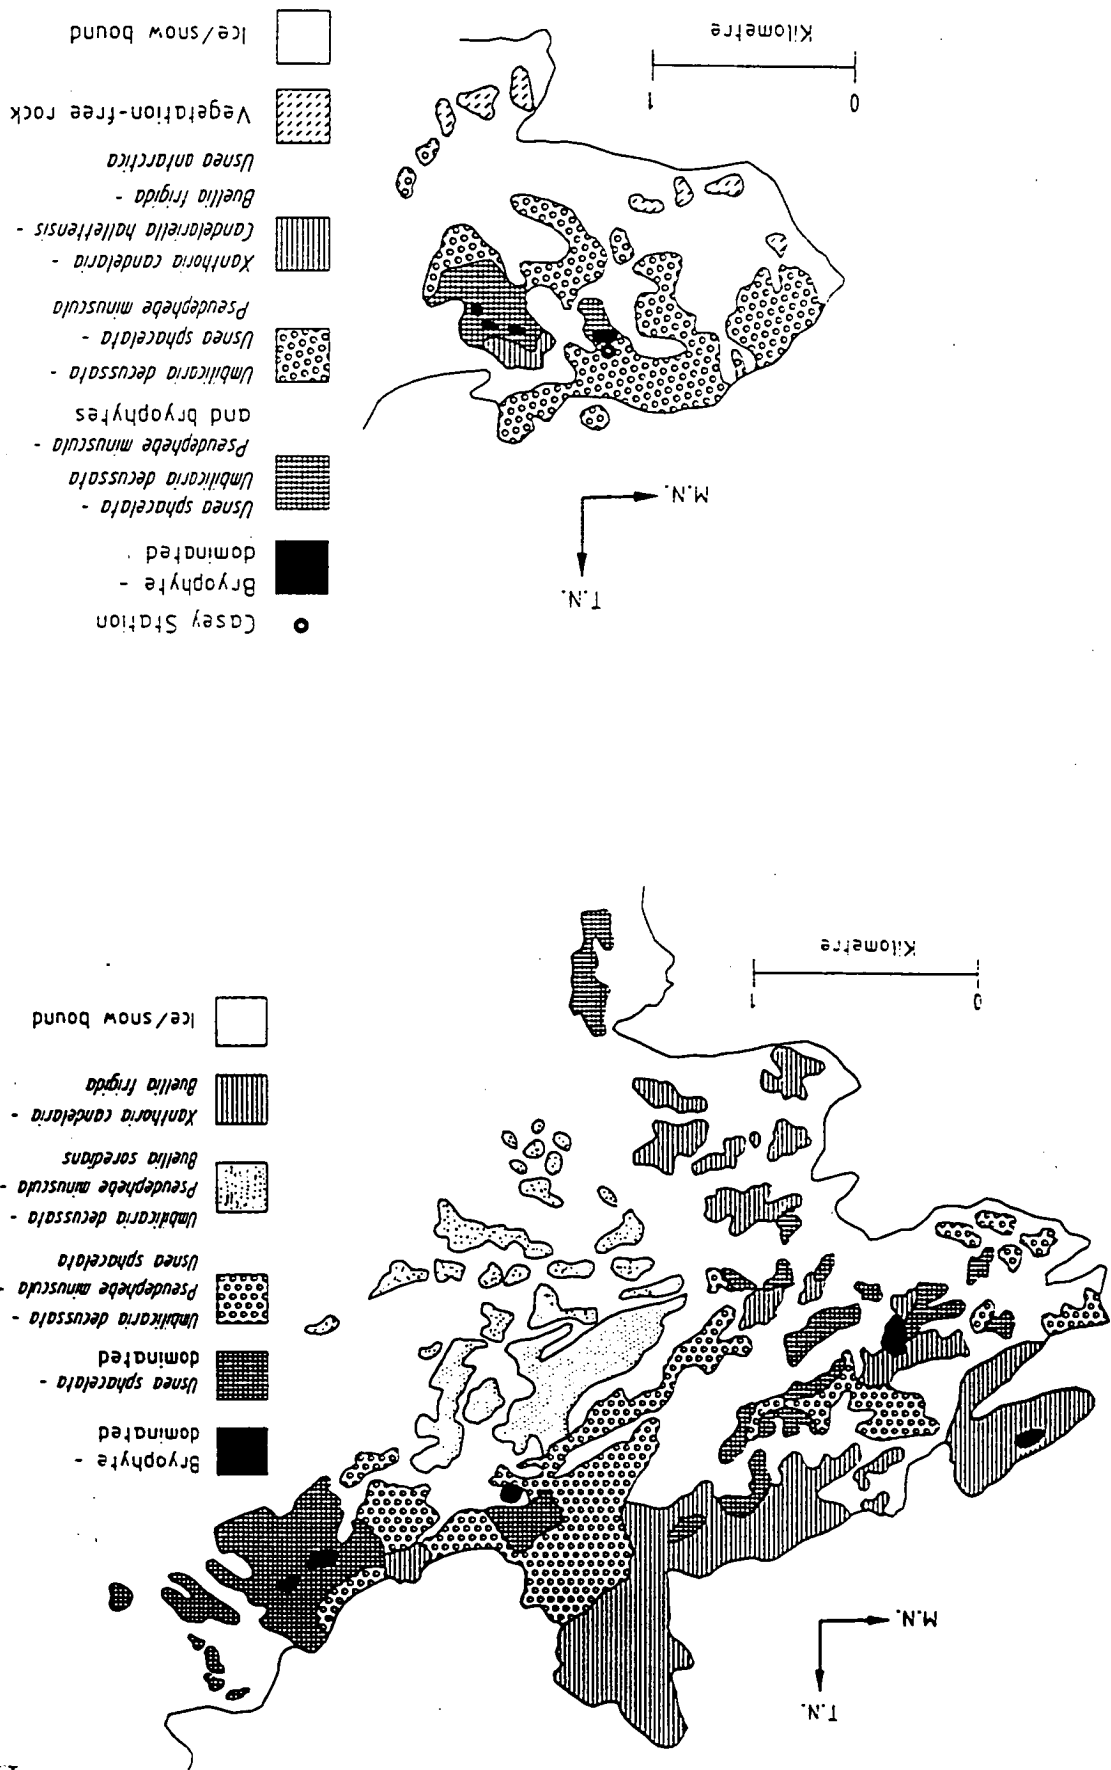 T.N.
M.N.
Bryophyte -
dominated
Usnea sphacelata -
dominated
Umbilicaria decussata -
Pseudephebe minuscula -
Usnea sphacelata
Umbilicaria decussata -
Pseudephebe minuscula -
Buellia soredians
Xanthoria candelaria -
Buellia frigida
Ice/snow bound
0 1
Kilometre
Casey Station
Bryophyte -
dominated
T.N.
M.N.
Usnea sphacelata -
Umbilicaria decussata
Pseudephebe minuscula -
and bryophytes
Umbilicaria decussata -
Usnea sphacelata -
Pseudephebe minuscula
Xanthoria candelaria -
Candelariella hallettensis -
Buellia frigida -
Usnea antarctica
Vegetation-free rock
Ice/snow bound
0 1
Kilometre